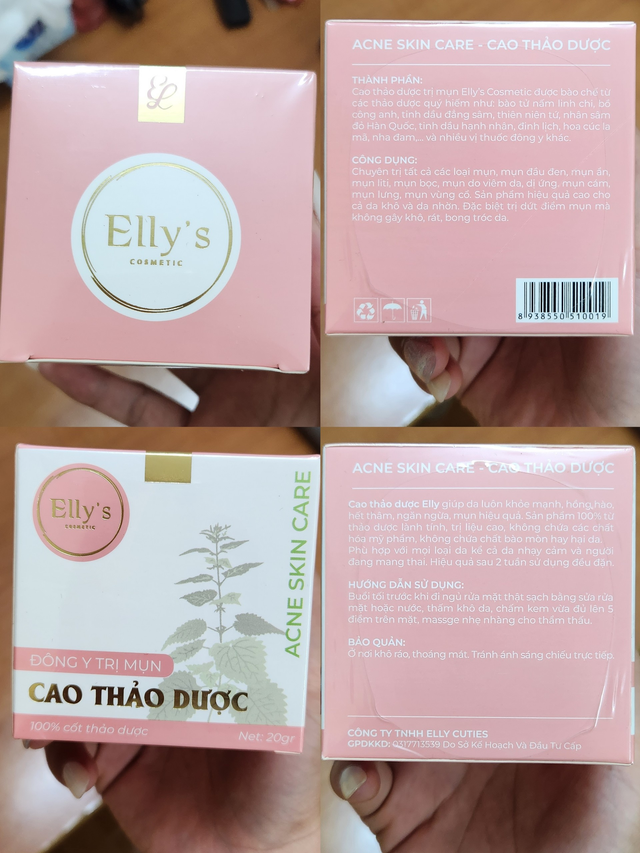 Elly's
COSMETIC
ACNE SKIN CARE - CAO THẢO DƯỢC
THÀNH PHẦN:
Cao thảo dược trị mụn Elly's Cosmetic được bào chế từ
các thảo dược quý hiếm như: bào tử nấm linh chi, bồ
công anh, tinh dầu đẳng sâm, thiên niên tử, nhân sâm
đỏ Hàn Quốc, tinh dầu hạnh nhân, đình lịch, hoa cúc la
mã, nha đam,... và nhiều vị thuốc đông y khác.
CÔNG DỤNG:
Chuyên trị tất cả các loại mụn, mụn đầu đen, mụn ẩn,
mụn liti, mụn bọc, mụn do viêm da, dị ứng, mụn cám,
mụn lưng, mụn vùng cổ. Sản phẩm hiệu quả cao cho
cả da khô và da nhờn. Đặc biệt trị dứt điểm mụn mà
không gây khô, rát, bong tróc da.
8 938550 510019
Elly's
COSMETIC
ACNE SKIN CARE
ĐÔNG Y TRỊ MỤN
CAO THẢO DƯỢC
100% cốt thảo dược
Net: 20gr
ACNE SKIN CARE - CAO THẢO DƯỢC
Cao thảo dược Elly giúp da luôn khỏe mạnh, hồng hào,
hết thâm, ngăn ngừa, mụn hiệu quả. Sản phẩm 100% từ
thảo dược lành tính, trị liệu cao, không chứa các chất
hóa mỹ phẩm, không chứa chất bào mòn hay hại da.
Phù hợp với mọi loại da kể cả da nhạy cảm và người
đang mang thai. Hiệu quả sau 2 tuần sử dụng đều đặn.
HƯỚNG DẪN SỬ DỤNG:
Buổi tối trước khi đi ngủ rửa mặt thật sạch bằng sữa rửa
mặt hoặc nước, thấm khô da, chấm kem vừa đủ lên 5
điểm trên mặt, massge nhẹ nhàng cho thẩm thấu.
BẢO QUẢN:
Ở nơi khô ráo, thoáng mát. Tránh ánh sáng chiếu trực tiếp.
CÔNG TY TNHH ELLY CUTIES
GPDKKD: 0317713539 Do Sở Kế Hoạch Và Đầu Tư Cấp